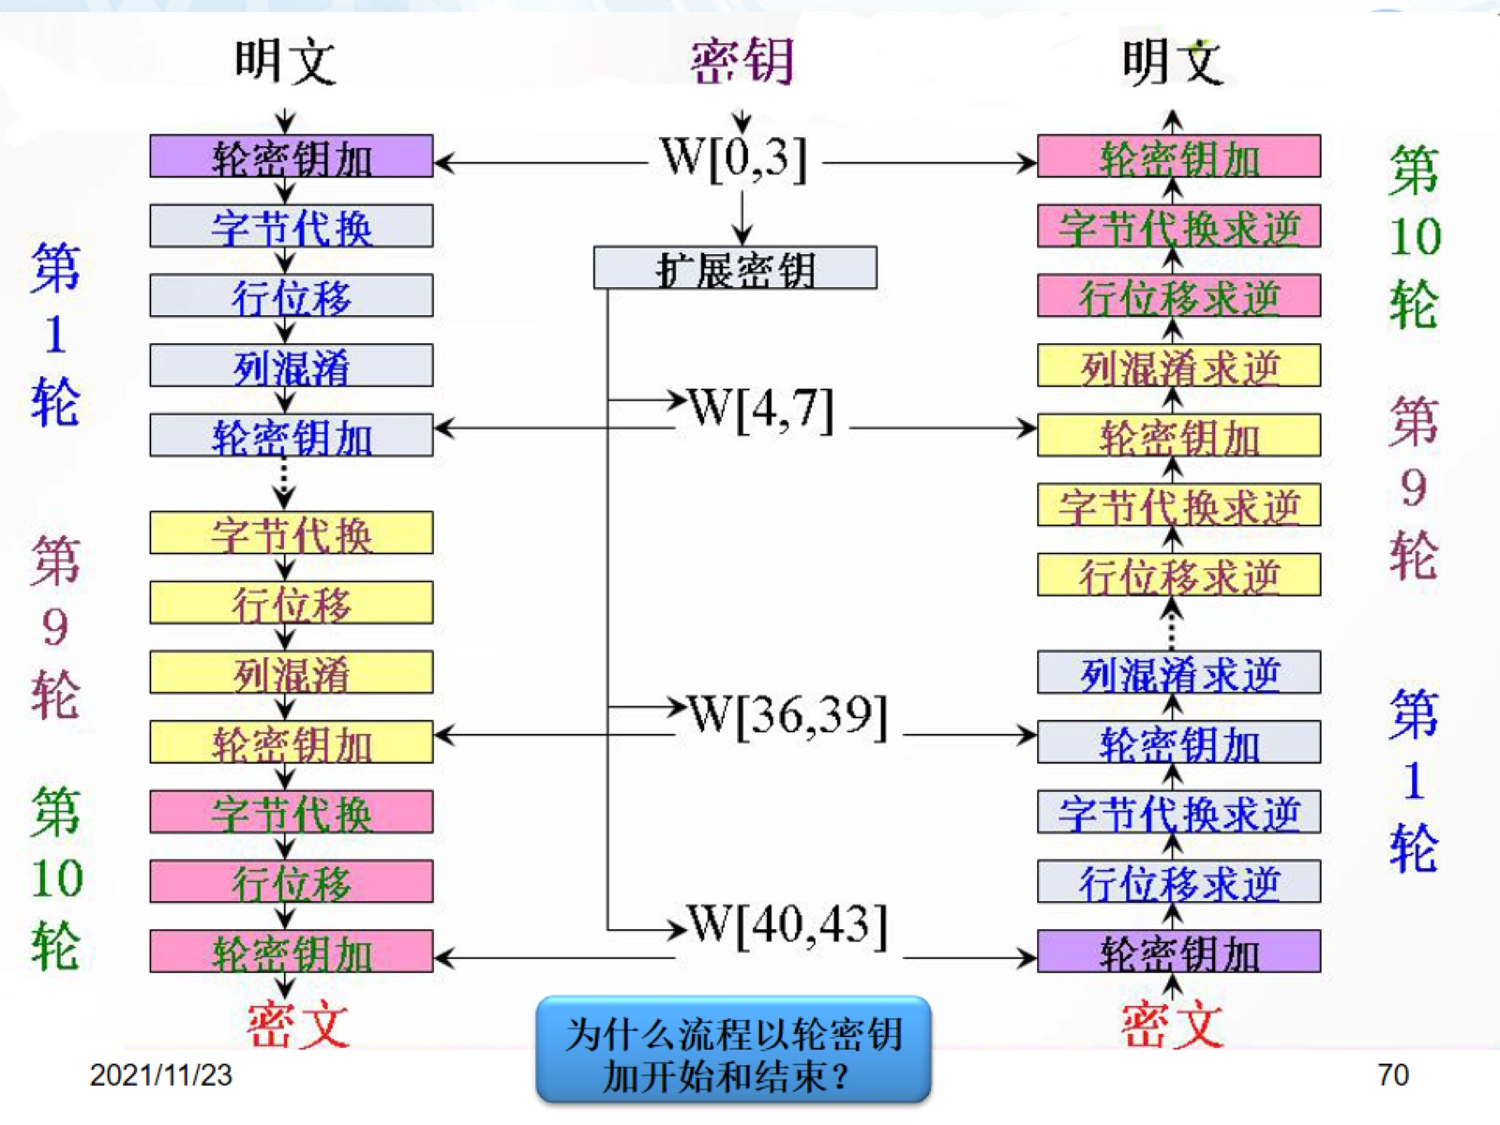 明文
轮密钥加
字节代换
行位移
列混淆
轮密钥加
字节代换
行位移
列混淆
轮密钥加
字节代换
行位移
轮密钥加
密文
第1轮
第9轮
第10轮
密钥
W[0,3]
扩展密钥
W[4,7]
W[36,39]
W[40,43]
明文
轮密钥加
字节代换求逆
行位移求逆
列混淆求逆
轮密钥加
字节代换求逆
行位移求逆
列混淆求逆
轮密钥加
字节代换求逆
行位移求逆
轮密钥加
密文
第10轮
第9轮
第1轮
为什么流程以轮密钥
加开始和结束?
2021/11/23
70